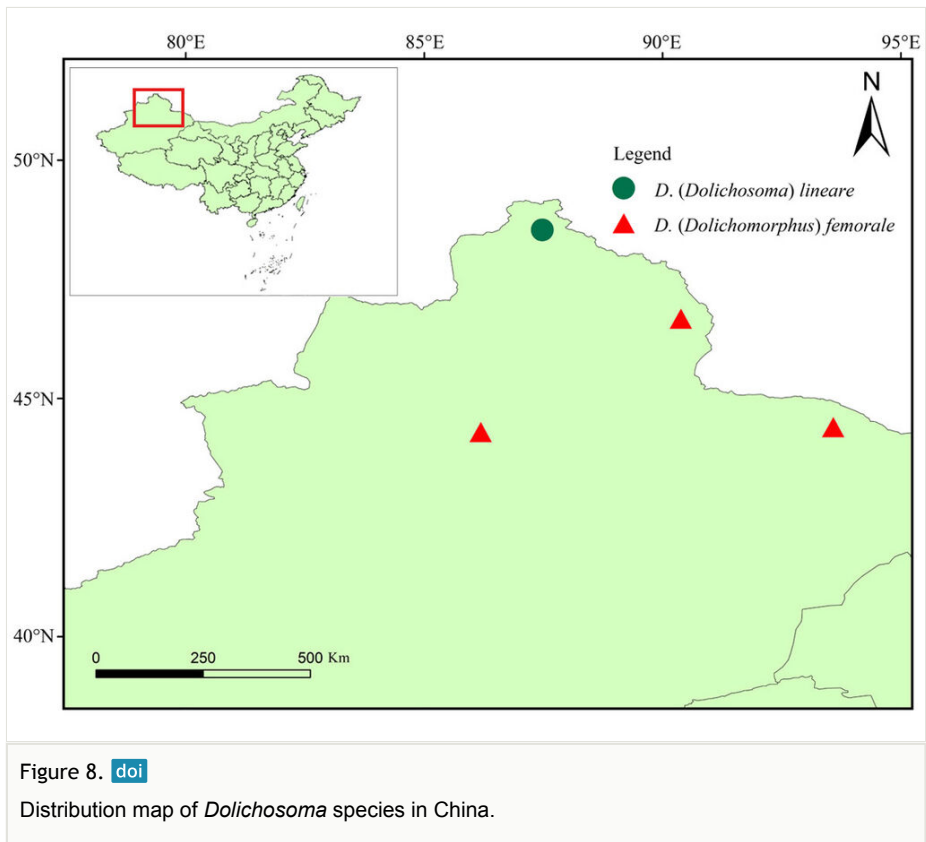 80°E 85°E 90°E 95°E
N
50°N
Legend
D. (Dolichosoma) lineare
D. (Dolichomorphus) femorale
45°N
40°N
0 250 500 Km
Figure 8. doi
Distribution map of Dolichosoma species in China.